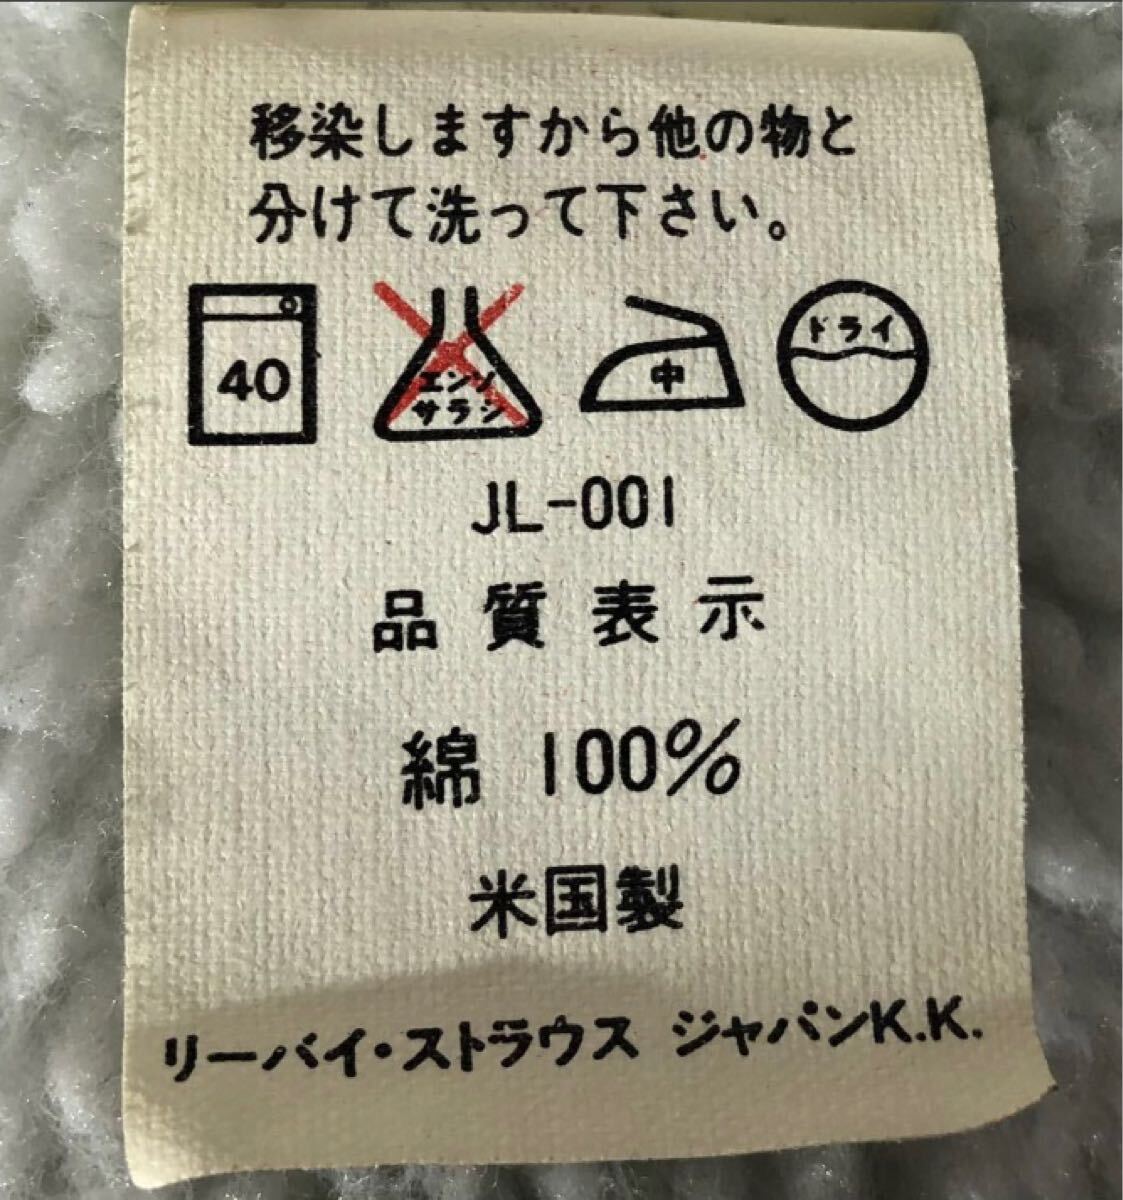 移染しますから他の物と
分けて洗って下さい。
40
エンソ
サラシ
中
ドライ
JL-001
品質表示
綿 100%
米国製
リーバイ・ストラウス ジャパンK.K.